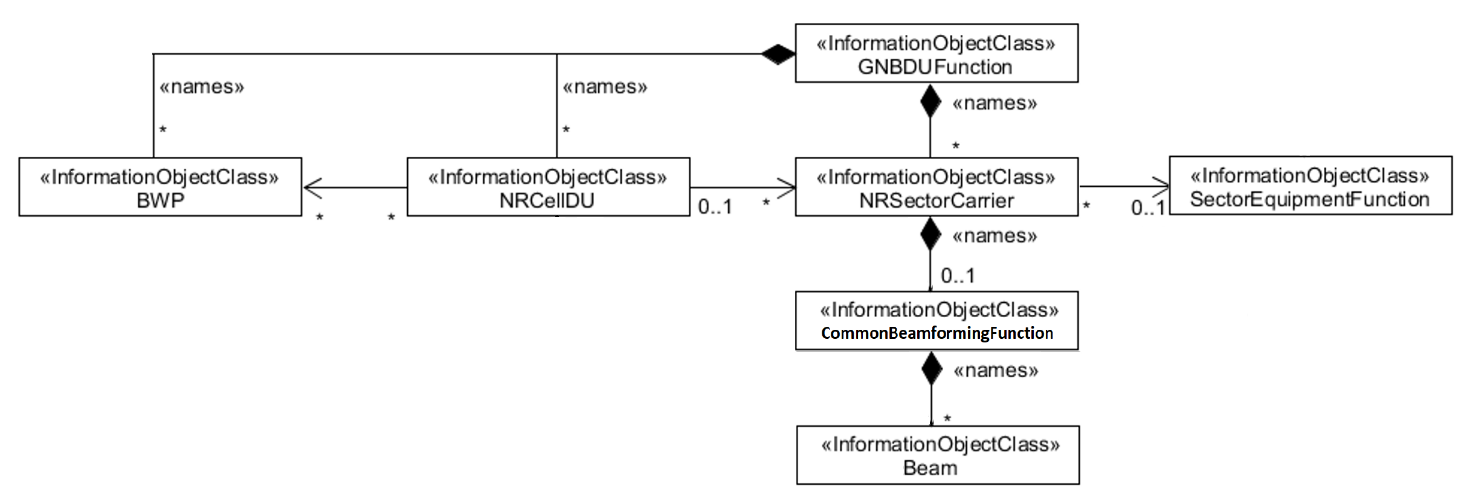 «InformationObjectClass»
GNBDUFunction
«names»
«names»
«names»
*
*
*
«InformationObjectClass»
BWP
«InformationObjectClass»
NRCellDU
«InformationObjectClass»
NRSectorCarrier
«InformationObjectClass»
SectorEquipmentFunction
*
*
0..1
*
*
0..1
«names»
0..1
«InformationObjectClass»
CommonBeamformingFunction
«names»
*
«InformationObjectClass»
Beam